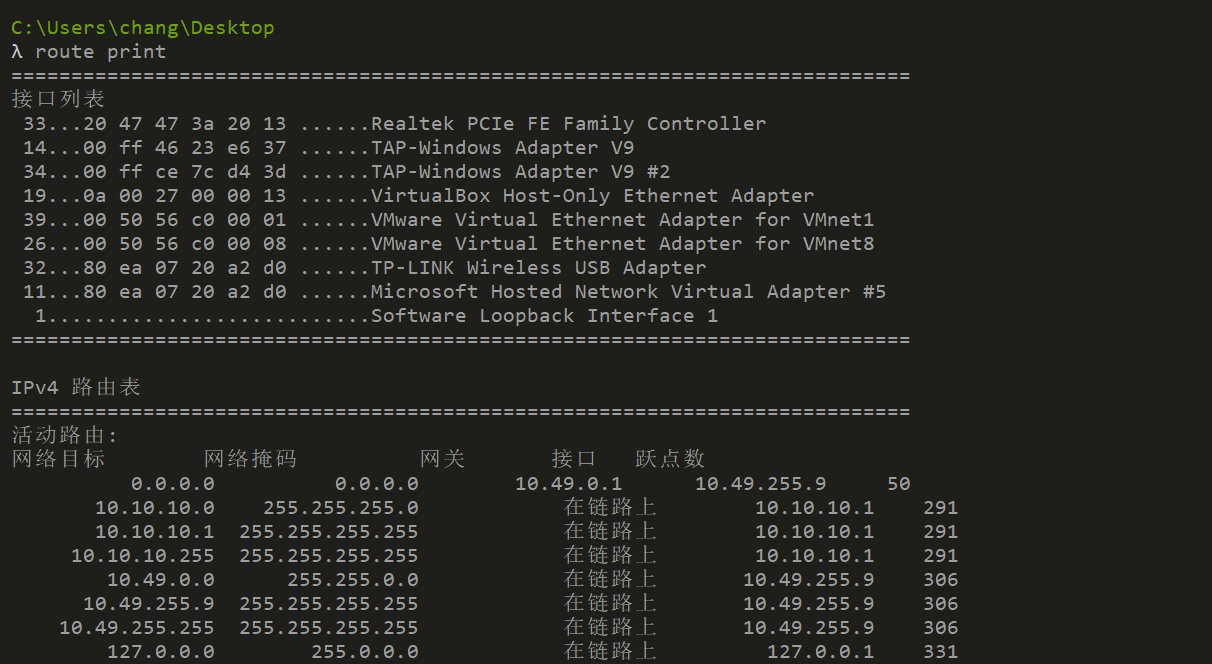 C:\Users\chang\Desktop
λ route print
===========================================================================
接口列表
 33...20 47 47 3a 20 13 ......Realtek PCIe FE Family Controller
 14...00 ff 46 23 e6 37 ......TAP-Windows Adapter V9
 34...00 ff ce 7c d4 3d ......TAP-Windows Adapter V9 #2
 19...0a 00 27 00 00 13 ......VirtualBox Host-Only Ethernet Adapter
 39...00 50 56 c0 00 01 ......VMware Virtual Ethernet Adapter for VMnet1
 26...00 50 56 c0 00 08 ......VMware Virtual Ethernet Adapter for VMnet8
 32...80 ea 07 20 a2 d0 ......TP-LINK Wireless USB Adapter
 11...80 ea 07 20 a2 d0 ......Microsoft Hosted Network Virtual Adapter #5
  1...........................Software Loopback Interface 1
===========================================================================
IPv4 路由表
===========================================================================
活动路由:
网络目标        网络掩码          网关       接口   跃点数
          0.0.0.0          0.0.0.0        10.49.0.1      10.49.255.9     50
       10.10.10.0    255.255.255.0            在链路上        10.10.10.1    291
       10.10.10.1  255.255.255.255            在链路上        10.10.10.1    291
     10.10.10.255  255.255.255.255            在链路上        10.10.10.1    291
        10.49.0.0      255.255.0.0            在链路上       10.49.255.9    306
      10.49.255.9  255.255.255.255            在链路上       10.49.255.9    306
    10.49.255.255  255.255.255.255            在链路上       10.49.255.9    306
        127.0.0.0        255.0.0.0            在链路上         127.0.0.1    331